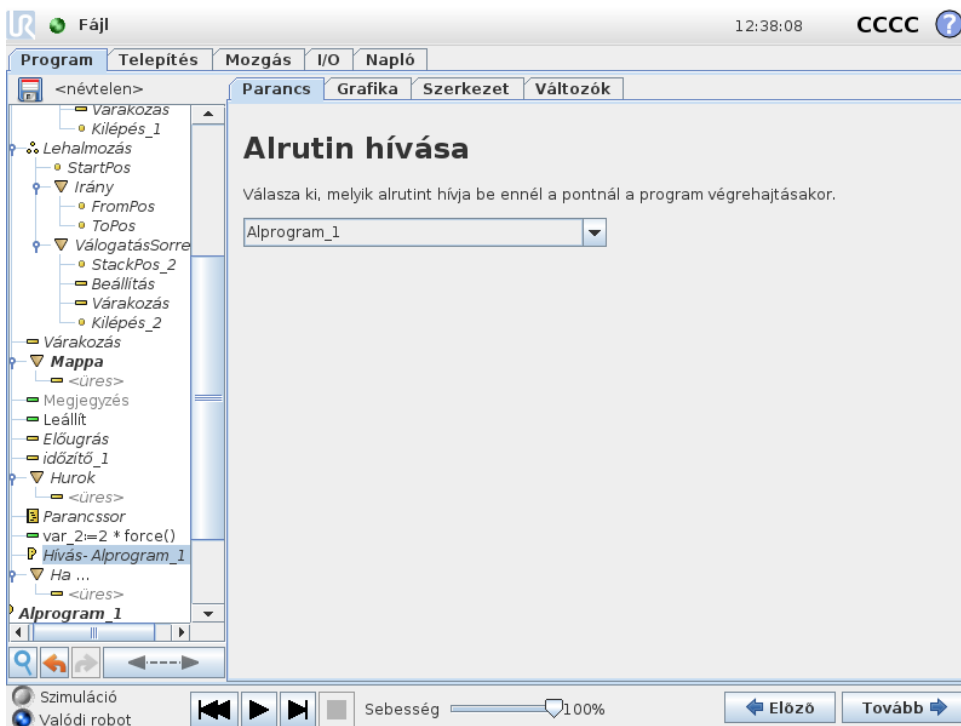 UR Fájl 12:38:08 CCCC ?
Program Telepítés Mozgás I/O Napló
<névtelen> Parancs Grafika Szerkezet Változók
Várakozás
Kilépés_1
Lehalmozás
StartPos
Irány
FromPos
ToPos
VálogatásSorre
StackPos_2
Beállítás
Várakozás
Kilépés_2
Várakozás
Mappa
<üres>
Megjegyzés
Leállít
Előugrás
időzítő_1
Hurok
<üres>
Parancssor
var_2:=2 * force()
Hívás- Alprogram_1
Ha ...
<üres>
Alprogram_1
Alrutin hívása
Válasza ki, melyik alrutint hívja be ennél a pontnál a program végrehajtásakor.
Alprogram_1
Szimuláció
Valódi robot
Sebesség 100%
Elöző Tovább